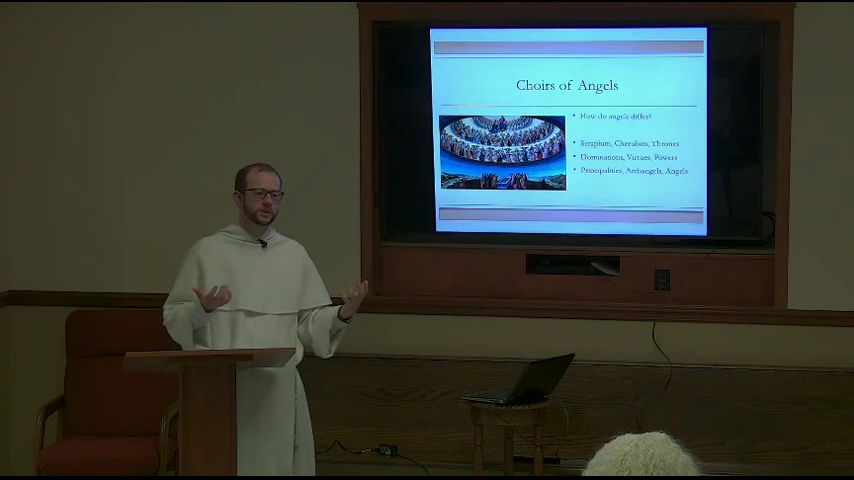 Choirs of Angels
• How do angels differ?
• Seraphim, Cherubim, Thrones
• Dominations, Virtues, Powers
• Principalities, Archangels, Angels